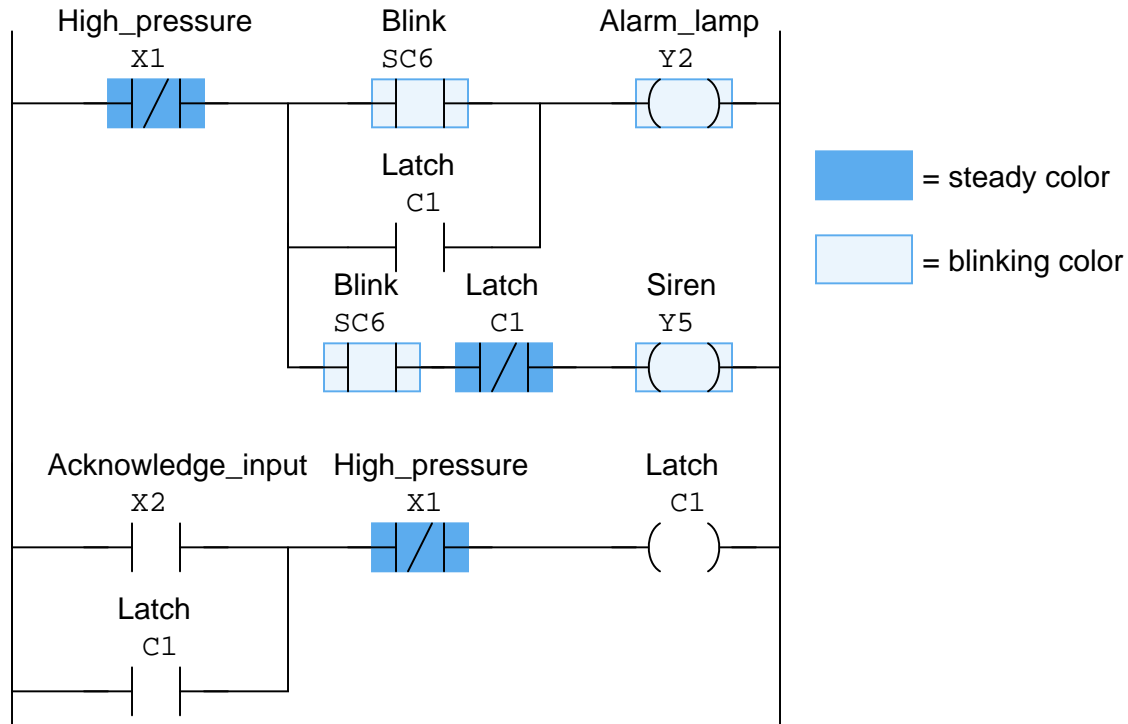 High_pressure Blink Alarm_lamp
X1 SC6 Y2
Latch
C1
= steady color
= blinking color
Blink Latch Siren
SC6 C1 Y5
Acknowledge_input High_pressure Latch
X2 X1 C1
Latch
C1